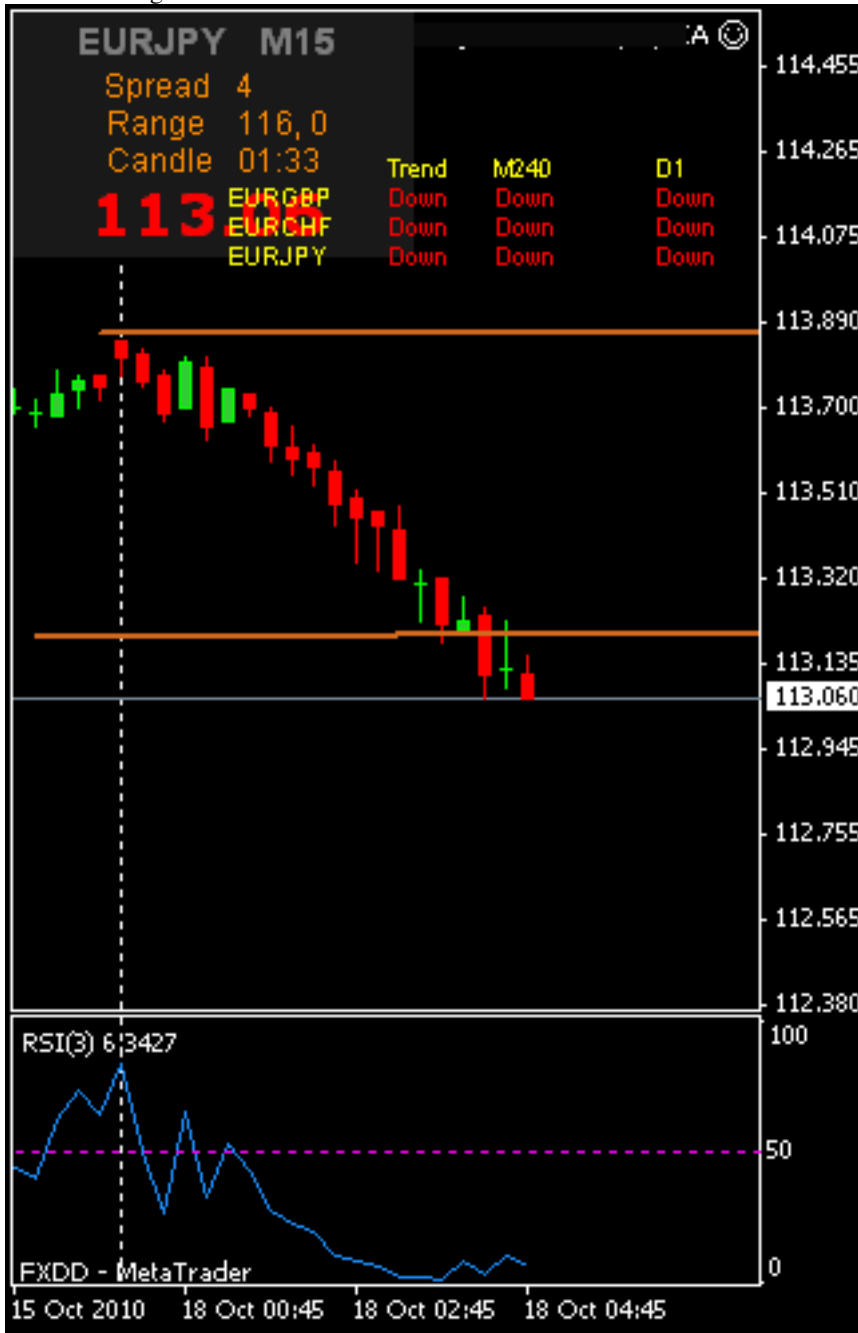 EURJPY M15
Spread 4
Range 116,0
Candle 01:33
113.06
Trend M240 D1
EURGBP Down Down Down
EURCHF Down Down Down
EURJPY Down Down Down
114.455
114.265
114.075
113.890
113.700
113.510
113.320
113.135
113.060
112.945
112.755
112.565
112.380
RSI(3) 6.3427
100
50
0
FXDD - MetaTrader
15 Oct 2010 18 Oct 00:45 18 Oct 02:45 18 Oct 04:45